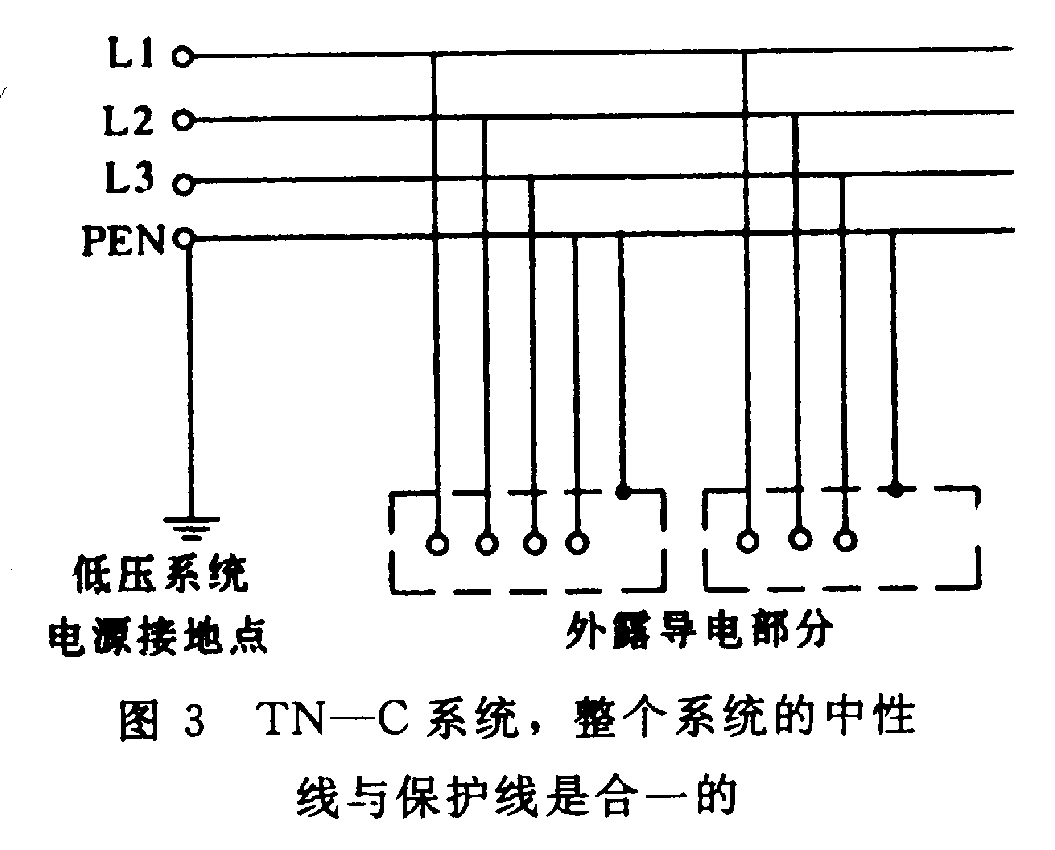 L1
L2
L3
PEN
低压系统
电源接地点
外露导电部分
图 3 TN—C 系统，整个系统的中性
线与保护线是合一的